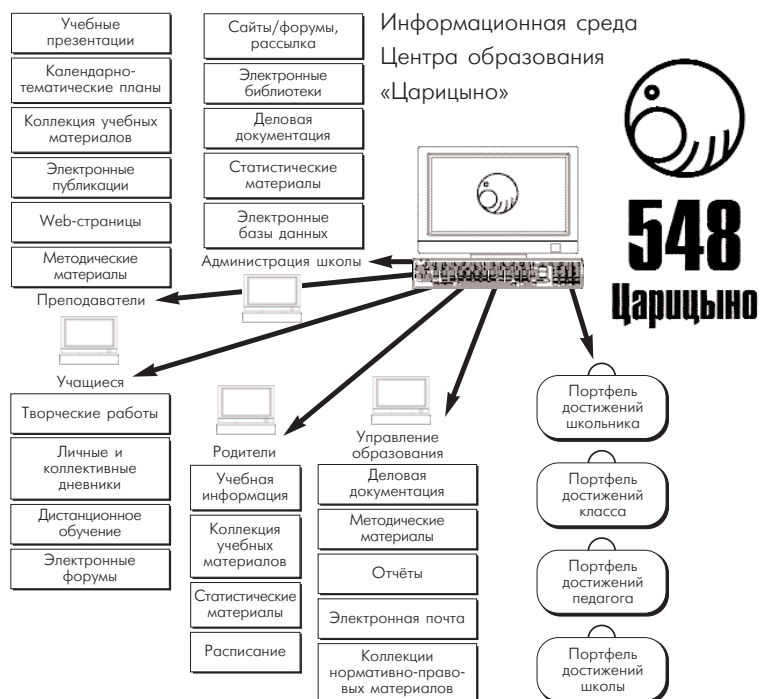 Информационная среда
Центра образования
«Царицыно»
548
Царицыно
Учебные
презентации
Календарно-
тематические планы
Коллекция учебных
материалов
Электронные
публикации
Web-страницы
Методические
материалы
Преподаватели
Сайты/форумы,
рассылка
Электронные
библиотеки
Деловая
документация
Статистические
материалы
Электронные
базы данных
Администрация школы
Учащиеся
Творческие работы
Личные и
коллективные
дневники
Дистанционное
обучение
Электронные
форумы
Родители
Учебная
информация
Коллекция
учебных
материалов
Статистические
материалы
Расписание
Управление
образования
Деловая
документация
Методические
материалы
Отчёты
Электронная почта
Коллекции
нормативно-право-
вых материалов
Портфель
достижений
школьника
Портфель
достижений
класса
Портфель
достижений
педагога
Портфель
достижений
школы